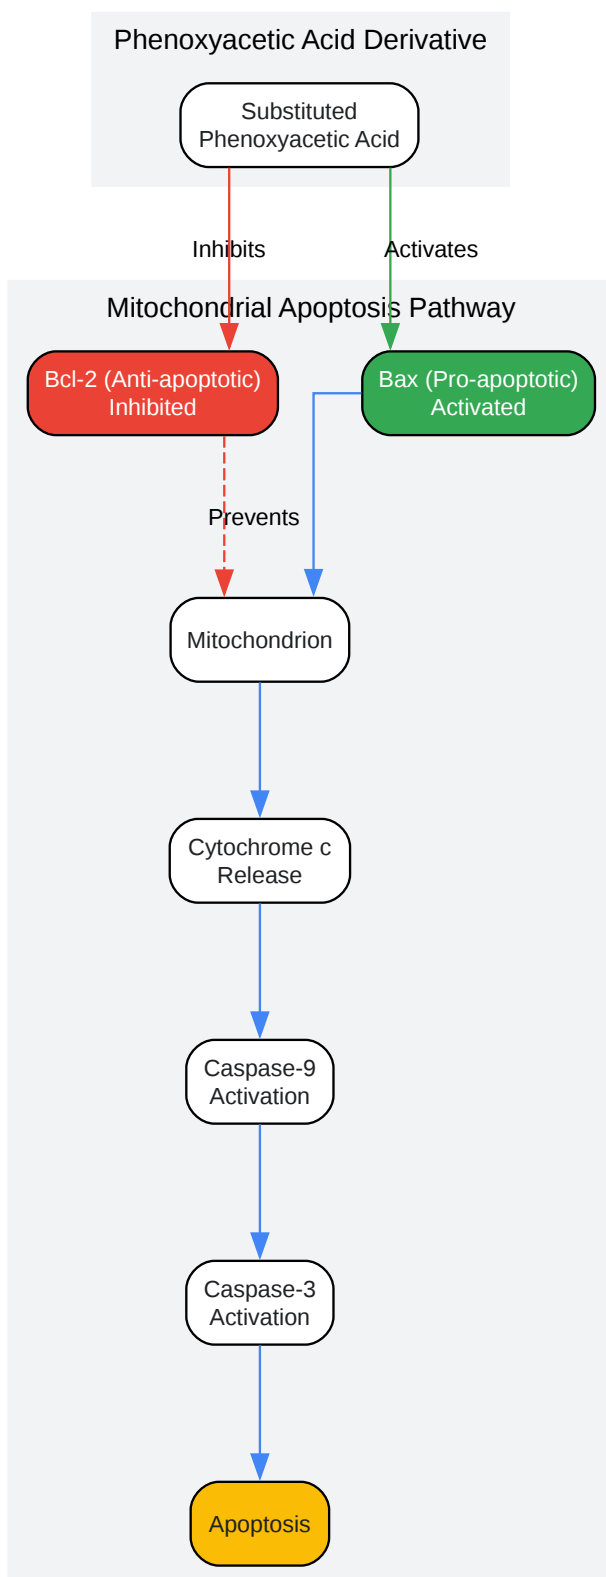 Phenoxyacetic Acid Derivative
Substituted
Phenoxyacetic Acid
Inhibits
Activates
Mitochondrial Apoptosis Pathway
Bcl-2 (Anti-apoptotic)
Inhibited
Bax (Pro-apoptotic)
Activated
Prevents
Mitochondrion
Cytochrome c
Release
Caspase-9
Activation
Caspase-3
Activation
Apoptosis